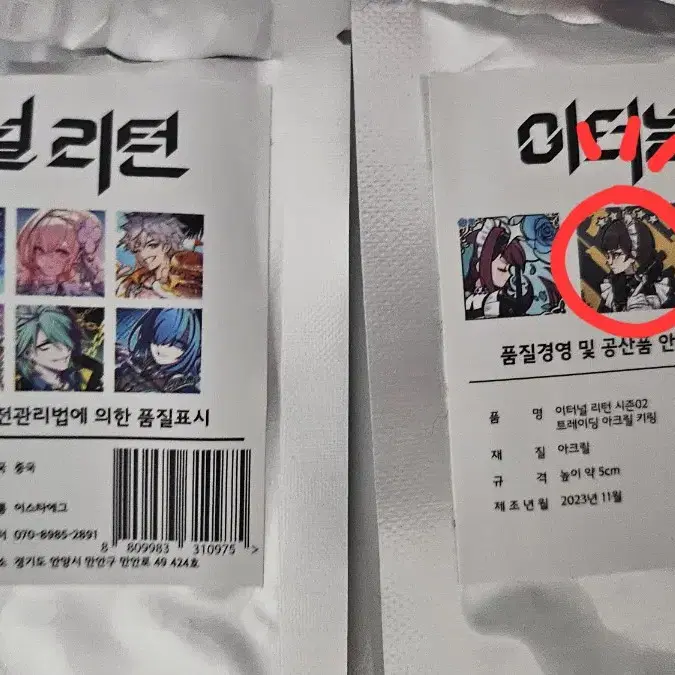 널 리턴
전관리법에 의한 품질표시
중국
이스타에그
070-8985-2891
경기도 안양시 만안구 만안로 49 424호
8 809983 310975 >
이터널
품질경영 및 공산품 안
품 명 이터널 리턴 시즌02
트레이딩 아크릴 키링
재 질 아크릴
규 격 높이 약 5cm
제조년월 2023년 11월